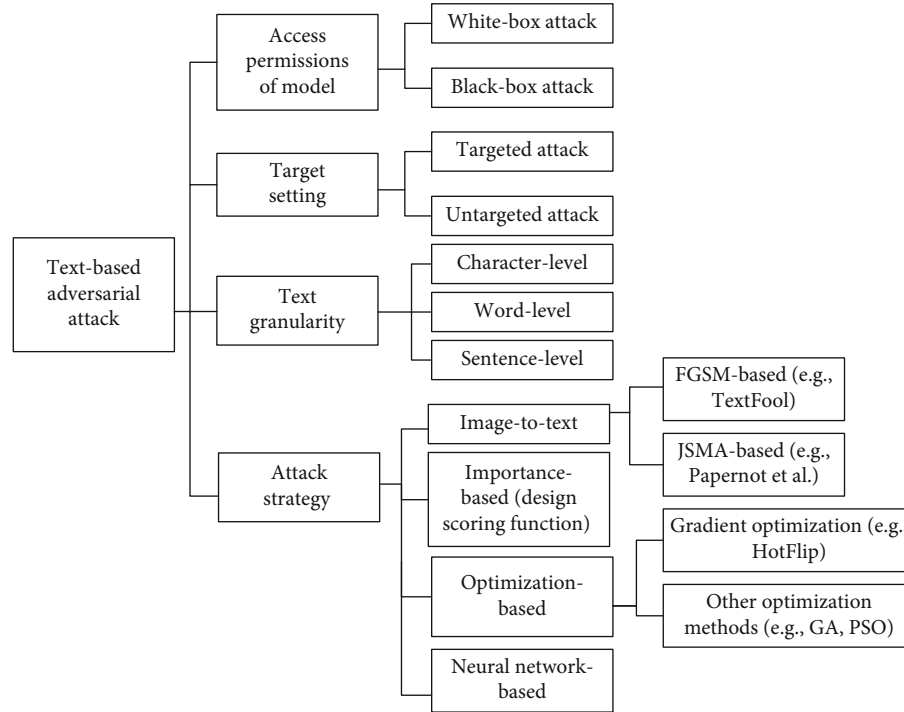 Text-based
adversarial
attack
Access
permissions
of model
White-box attack
Black-box attack
Target
setting
Targeted attack
Untargeted attack
Text
granularity
Character-level
Word-level
Sentence-level
Attack
strategy
Image-to-text
FGSM-based (e.g.,
TextFool)
JSMA-based (e.g.,
Papernot et al.)
Importance-
based (design
scoring function)
Optimization-
based
Gradient optimization (e.g.
HotFlip)
Other optimization
methods (e.g., GA, PSO)
Neural network-
based